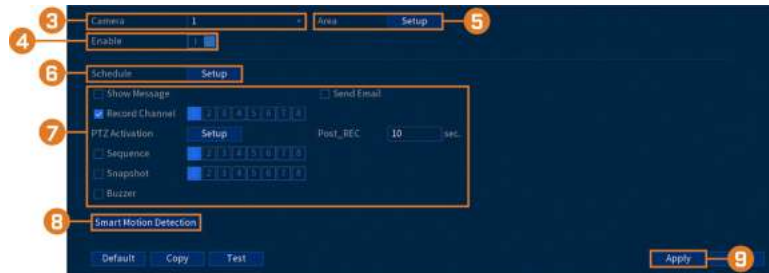 3 Camera 1 Area Setup 5
4 Enable
6 Schedule Setup
Show Message Send Email
Record Channel 1 2 3 4 5 6 7 8
7 PTZ Activation Setup Post_REC 10 sec.
Sequence 1 2 3 4 5 6 7 8
Snapshot 1 2 3 4 5 6 7 8
Buzzer
8 Smart Motion Detection
Default Copy Test Apply 9